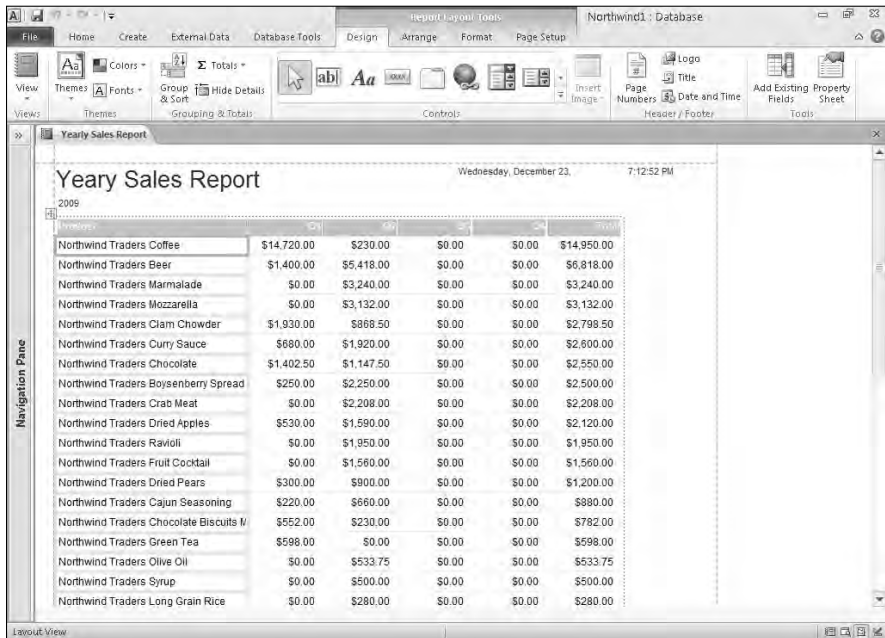 Report Layout Tools
Northwind1 : Database
File Home Create External Data Database Tools Design Arrange Format Page Setup
View Themes Colors Fonts Group & Sort Totals Hide Details Insert Image Page Numbers Logo Title Date and Time Add Existing Fields Property Sheet
Views Themes Grouping & Totals Controls Header / Footer Tools
Yearly Sales Report
Yeary Sales Report Wednesday, December 23, 7:12:52 PM
2009
Northwind Traders Coffee $14,720.00 $230.00 $0.00 $0.00 $14,950.00
Northwind Traders Beer $1,400.00 $5,418.00 $0.00 $0.00 $6,818.00
Northwind Traders Marmalade $0.00 $3,240.00 $0.00 $0.00 $3,240.00
Northwind Traders Mozzarella $0.00 $3,132.00 $0.00 $0.00 $3,132.00
Northwind Traders Clam Chowder $1,930.00 $868.50 $0.00 $0.00 $2,798.50
Northwind Traders Curry Sauce $680.00 $1,920.00 $0.00 $0.00 $2,600.00
Northwind Traders Chocolate $1,402.50 $1,147.50 $0.00 $0.00 $2,550.00
Northwind Traders Boysenberry Spread $250.00 $2,250.00 $0.00 $0.00 $2,500.00
Northwind Traders Crab Meat $0.00 $2,208.00 $0.00 $0.00 $2,208.00
Northwind Traders Dried Apples $530.00 $1,590.00 $0.00 $0.00 $2,120.00
Northwind Traders Ravioli $0.00 $1,950.00 $0.00 $0.00 $1,950.00
Northwind Traders Fruit Cocktail $0.00 $1,560.00 $0.00 $0.00 $1,560.00
Northwind Traders Dried Pears $300.00 $900.00 $0.00 $0.00 $1,200.00
Northwind Traders Cajun Seasoning $220.00 $660.00 $0.00 $0.00 $880.00
Northwind Traders Chocolate Biscuits $552.00 $230.00 $0.00 $0.00 $782.00
Northwind Traders Green Tea $598.00 $0.00 $0.00 $0.00 $598.00
Northwind Traders Olive Oil $0.00 $533.75 $0.00 $0.00 $533.75
Northwind Traders Syrup $0.00 $500.00 $0.00 $0.00 $500.00
Northwind Traders Long Grain Rice $0.00 $280.00 $0.00 $0.00 $280.00
Navigation Pane
Layout View